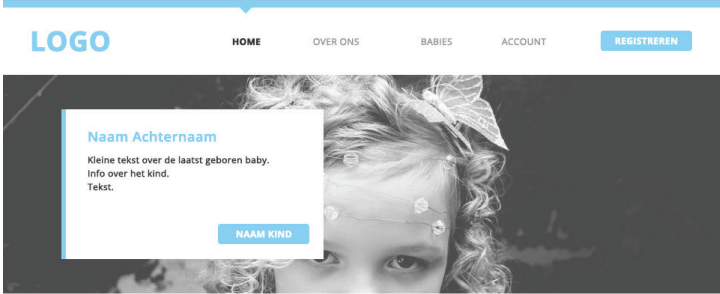 LOGO
HOME OVER ONS BABIES ACCOUNT REGISTREREN
Naam Achternaam
Kleine tekst over de laatst geboren baby.
Info over het kind.
Tekst.
NAAM KIND